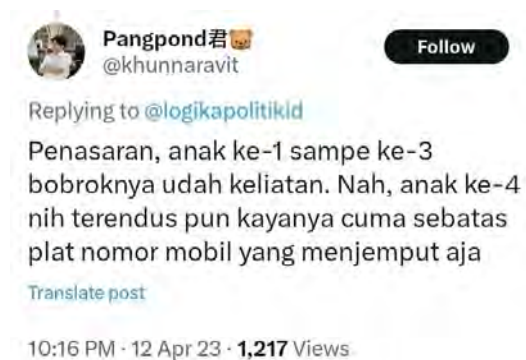 Pangpond君🐻
@khunnaravit
Follow
Replying to @logikapolitikid
Penasaran, anak ke-1 sampe ke-3
bobroknya udah keliatan. Nah, anak ke-4
nih terendus pun kayanya cuma sebatas
plat nomor mobil yang menjemput aja
Translate post
10:16 PM · 12 Apr 23 · 1,217 Views